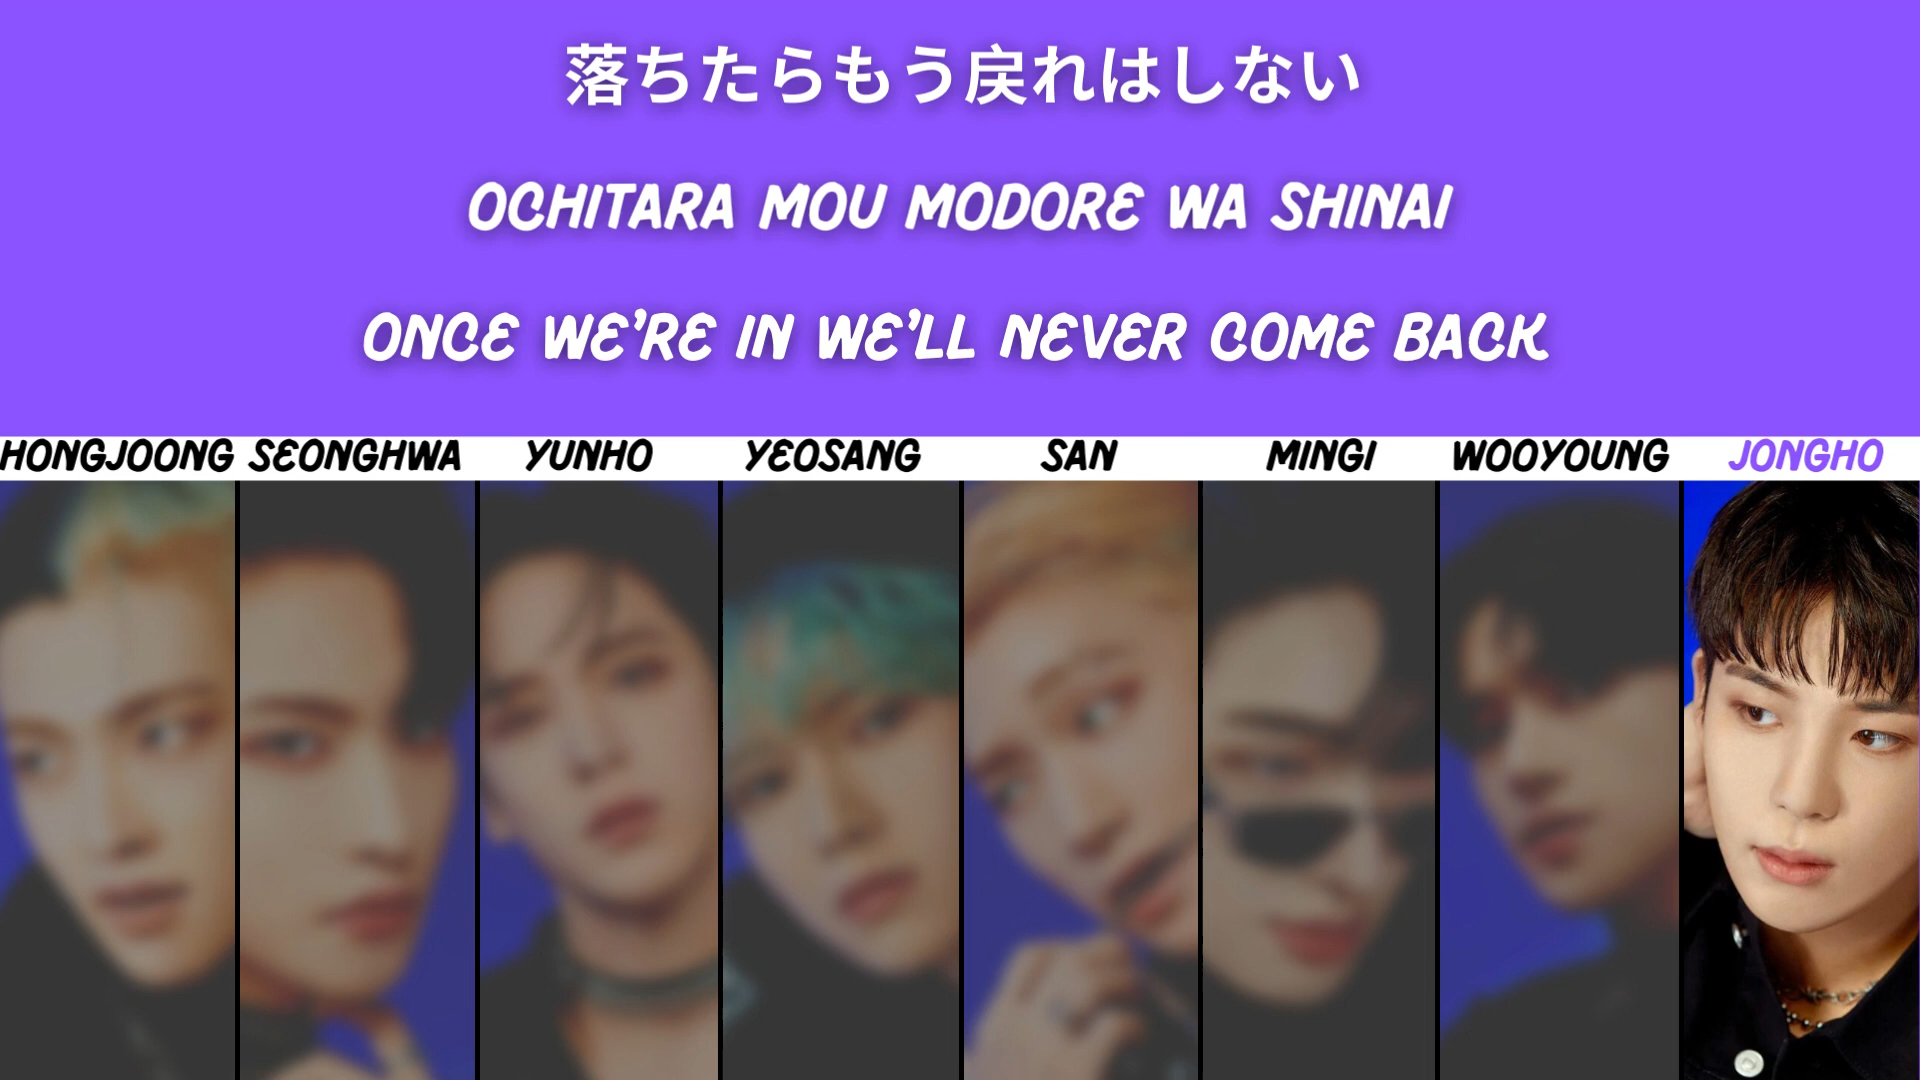 落ちたらもう戻れはしない
OCHITARA MOU MODORE WA SHINAI
ONCE WE'RE IN WE'LL NEVER COME BACK
HONGJOONG SEONGHWA YUNHO YEOSANG SAN MINGI WOOYOUNG JONGHO